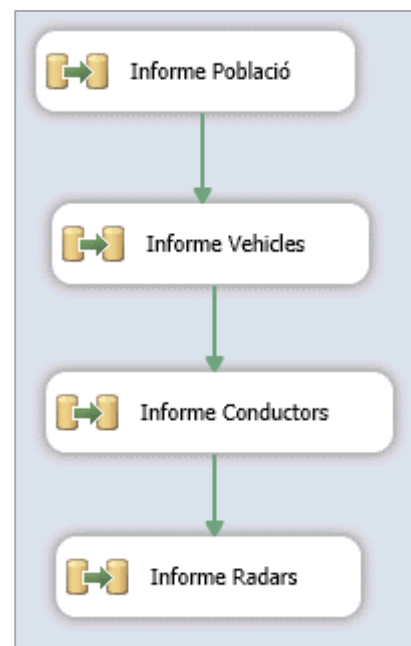 Informe Població
Informe Vehicles
Informe Conductors
Informe Radars